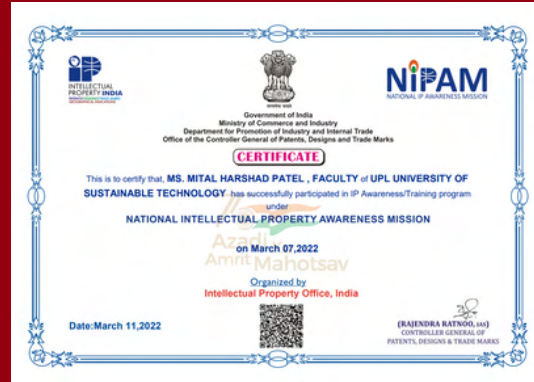 INTELLECTUAL
PROPERTY INDIA
NiPAM
NATIONAL IP AWARENESS MISSION
Government of India
Ministry of Commerce and Industry
Department for Promotion of Industry and Internal Trade
Office of the Controller General of Patents, Designs and Trade Marks
CERTIFICATE
This is to certify that, MS. MITAL HARSHAD PATEL , FACULTY of UPL UNIVERSITY OF
SUSTAINABLE TECHNOLOGY has successfully participated in IP Awareness/Training program
under
NATIONAL INTELLECTUAL PROPERTY AWARENESS MISSION
Azadi
Ka
Amrit Mahotsav
on March 07,2022
Organized by
Intellectual Property Office, India
Date:March 11,2022
(RAJENDRA RATNOO, IAS)
CONTROLLER GENERAL OF
PATENTS, DESIGNS & TRADE MARKS